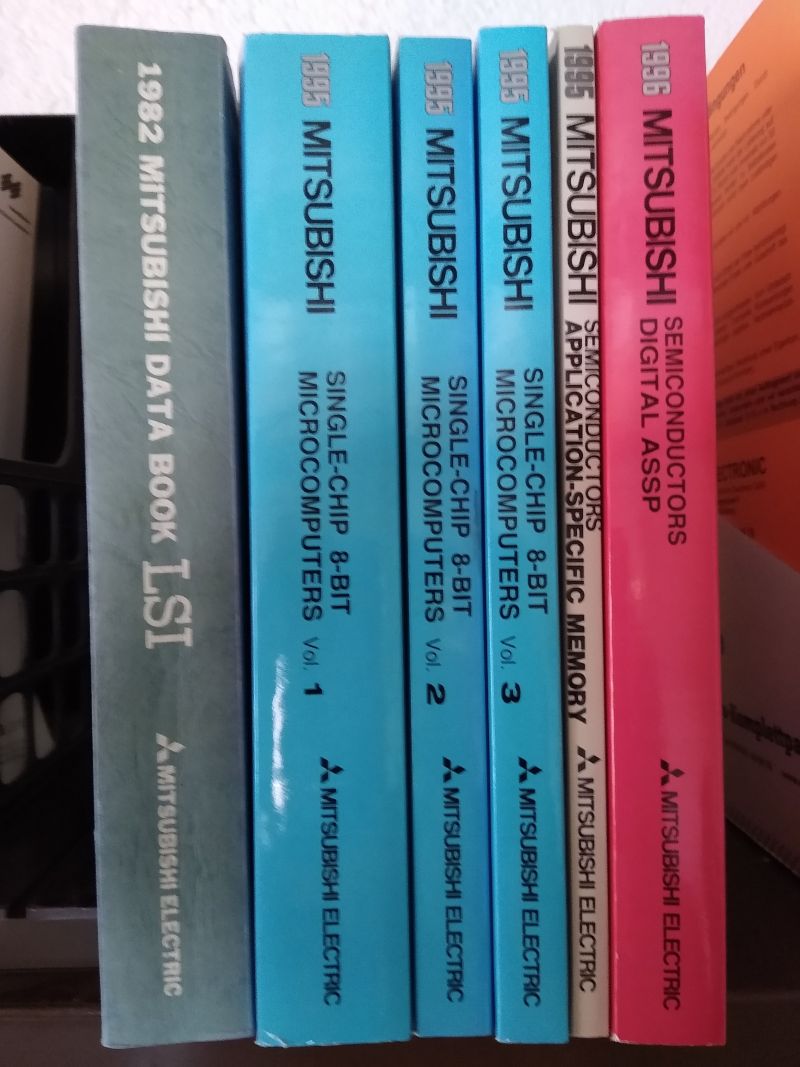 1982 MITSUBISHI DATA BOOK LSI
MITSUBISHI ELECTRIC
1995 MITSUBISHI
SINGLE-CHIP 8-BIT
MICROCOMPUTERS Vol. 1
MITSUBISHI ELECTRIC
1995 MITSUBISHI
SINGLE-CHIP 8-BIT
MICROCOMPUTERS Vol. 2
MITSUBISHI ELECTRIC
1995 MITSUBISHI
SINGLE-CHIP 8-BIT
MICROCOMPUTERS Vol. 3
MITSUBISHI ELECTRIC
1995 MITSUBISHI
SEMICONDUCTORS
APPLICATION-SPECIFIC MEMORY
MITSUBISHI ELECTRIC
1996 MITSUBISHI
SEMICONDUCTORS
DIGITAL ASSP
MITSUBISHI ELECTRIC
ECTRONIC